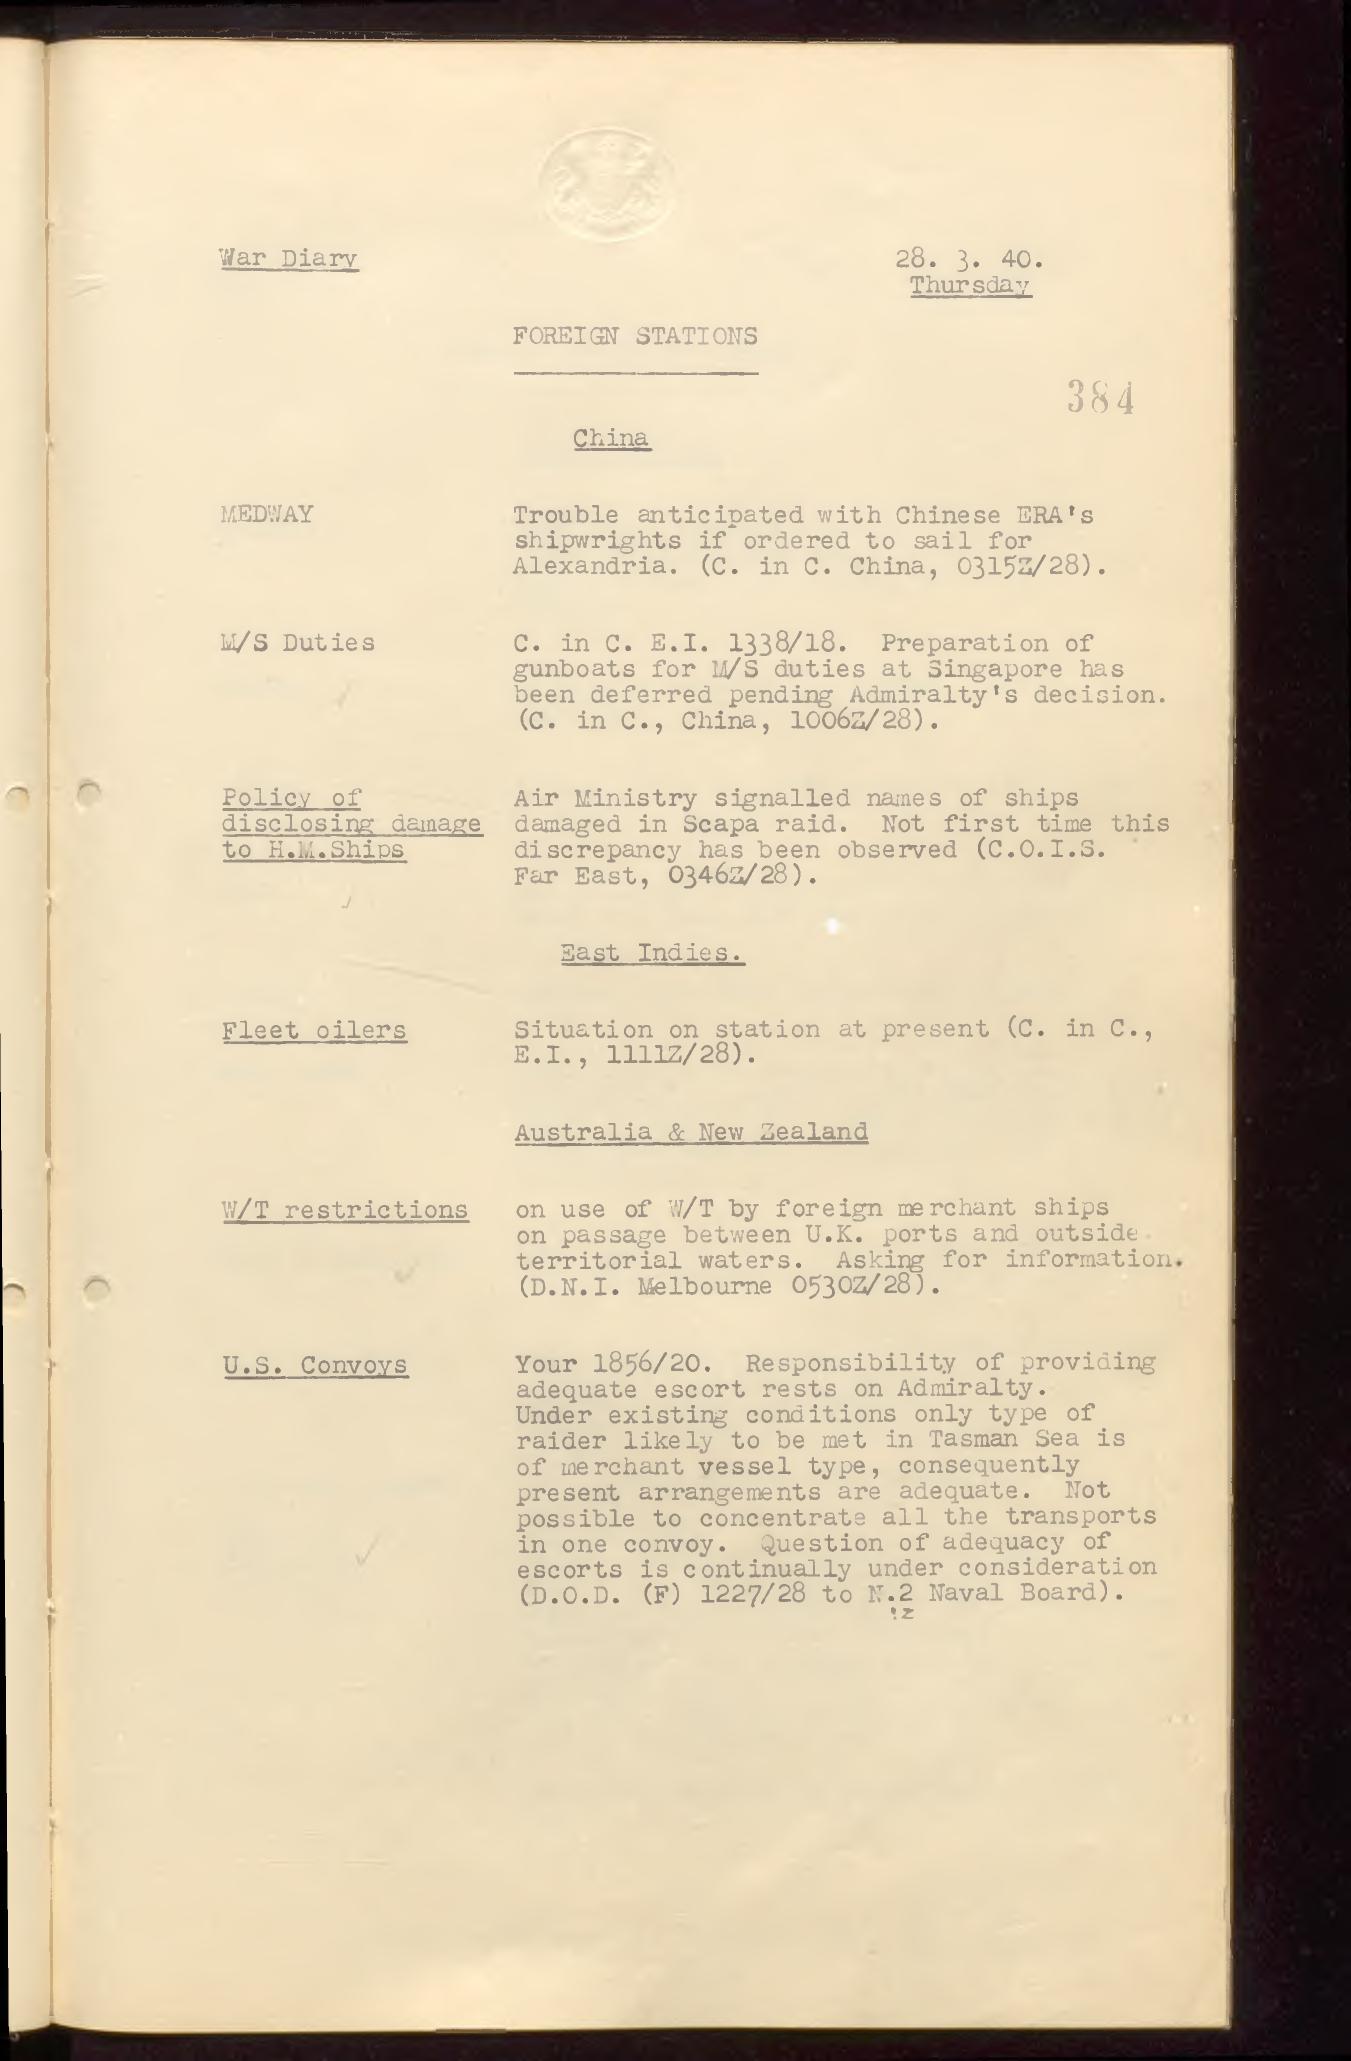 War Diary
28. 3. 40.
Thursday
FOREIGN STATIONS
384
China
MEDWAY
Trouble anticipated with Chinese ERA's
shipwrights if ordered to sail for
Alexandria. (C. in C. China, 0315Z/28).
M/S Duties
C. in C. E.I. 1338/18. Preparation of
gunboats for M/S duties at Singapore has
been deferred pending Admiralty's decision.
(C. in C., China, 1006Z/28).
Policy of
disclosing damage
to H.M.Ships
Air Ministry signalled names of ships
damaged in Scapa raid. Not first time this
discrepancy has been observed (C.O.I.S.
Far East, 0346Z/28).
East Indies.
Fleet oilers
Situation on station at present (C. in C.,
E.I., 1111Z/28).
Australia & New Zealand
W/T restrictions
on use of W/T by foreign merchant ships
on passage between U.K. ports and outside
territorial waters. Asking for information.
(D.N.I. Melbourne 0530Z/28).
U.S. Convoys
Your 1856/20. Responsibility of providing
adequate escort rests on Admiralty.
Under existing conditions only type of
raider likely to be met in Tasman Sea is
of merchant vessel type, consequently
present arrangements are adequate. Not
possible to concentrate all the transports
in one convoy. Question of adequacy of
escorts is continually under consideration
(D.O.D. (F) 1227/28 to N.Z Naval Board).